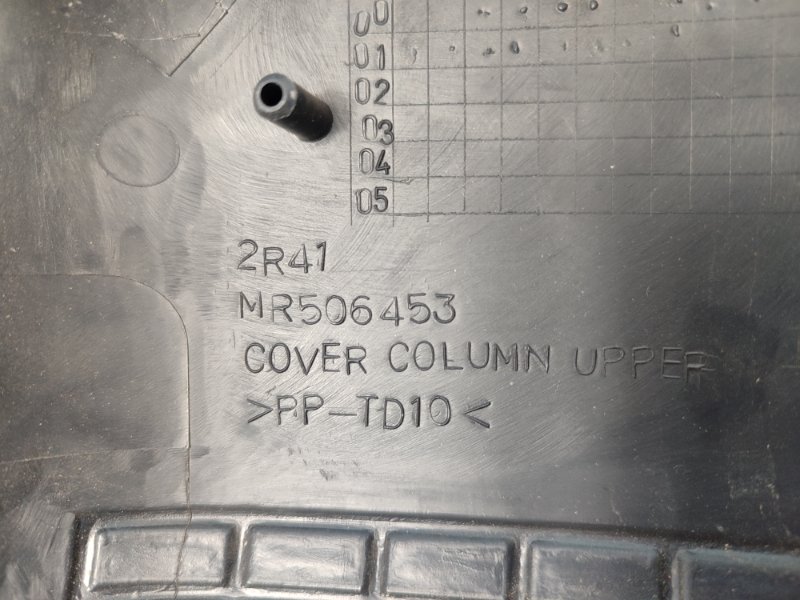 00
01
02
03
04
05
2R41
MR506453
COVER COLUMN UPPER
>PP-TD10<